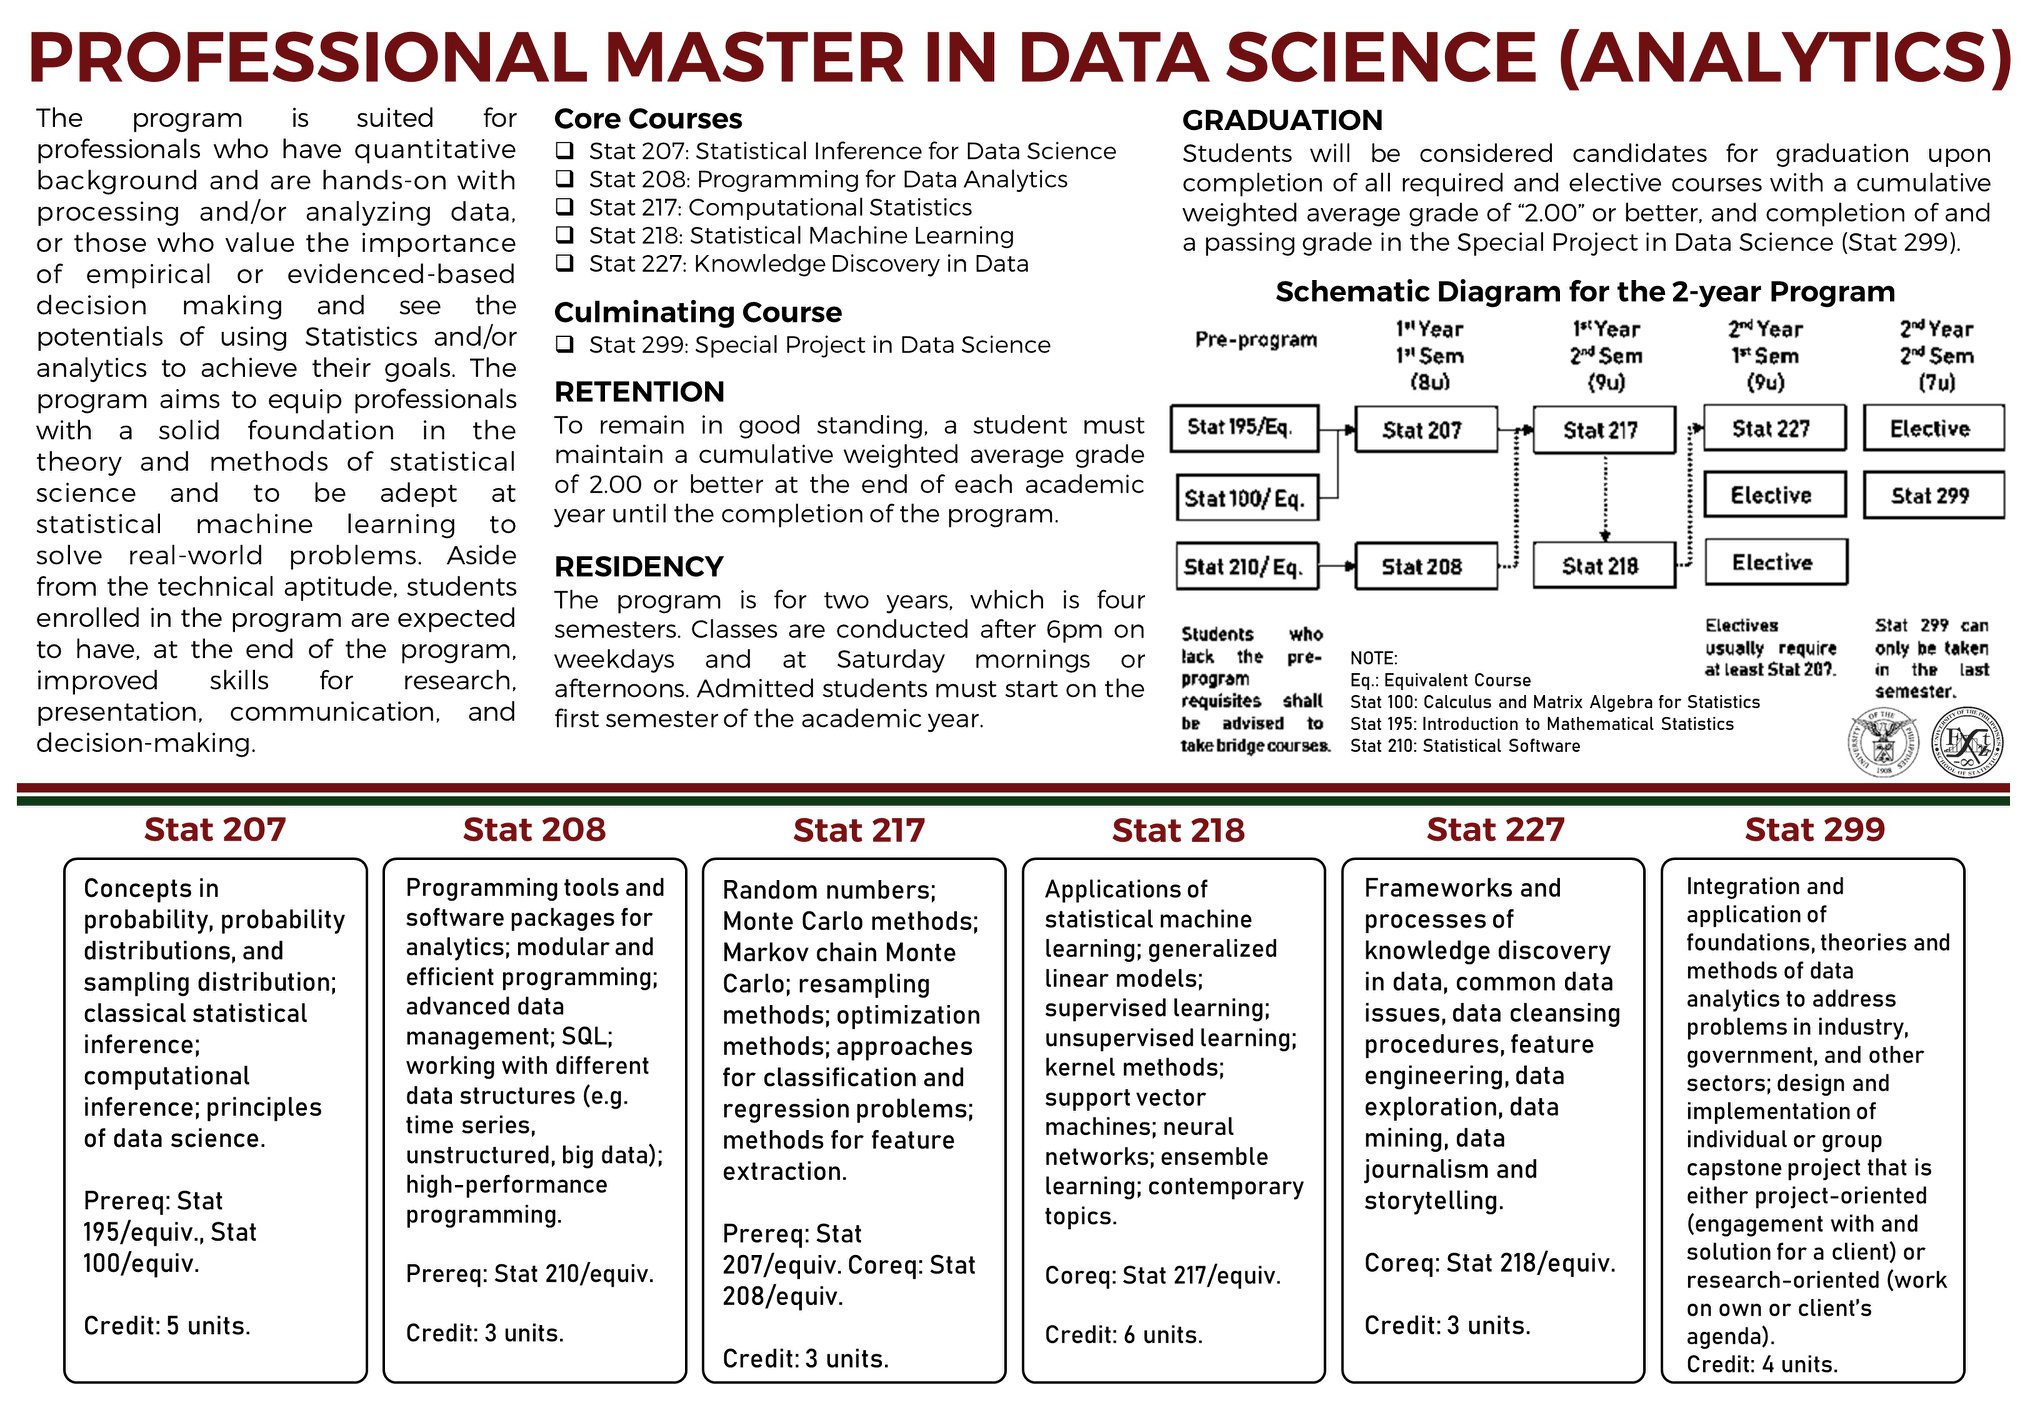 PROFESSIONAL MASTER IN DATA SCIENCE (ANALYTICS)
The program is suited for
professionals who have quantitative
background and are hands-on with
processing and/or analyzing data,
or those who value the importance
of empirical or evidenced-based
decision making and see the
potentials of using Statistics and/or
analytics to achieve their goals. The
program aims to equip professionals
with a solid foundation in the
theory and methods of statistical
science and to be adept at
statistical machine learning to
solve real-world problems. Aside
from the technical aptitude, students
enrolled in the program are expected
to have, at the end of the program,
improved skills for research,
presentation, communication, and
decision-making.
Core Courses
❑ Stat 207: Statistical Inference for Data Science
❑ Stat 208: Programming for Data Analytics
❑ Stat 217: Computational Statistics
❑ Stat 218: Statistical Machine Learning
❑ Stat 227: Knowledge Discovery in Data
Culminating Course
❑ Stat 299: Special Project in Data Science
RETENTION
To remain in good standing, a student must
maintain a cumulative weighted average grade
of 2.00 or better at the end of each academic
year until the completion of the program.
RESIDENCY
The program is for two years, which is four
semesters. Classes are conducted after 6pm on
weekdays and at Saturday mornings or
afternoons. Admitted students must start on the
first semester of the academic year.
GRADUATION
Students will be considered candidates for graduation upon
completion of all required and elective courses with a cumulative
weighted average grade of “2.00” or better, and completion of and
a passing grade in the Special Project in Data Science (Stat 299).
Schematic Diagram for the 2-year Program
Pre-program
1st Year
1st Sem
(8u)
1st Year
2nd Sem
(9u)
2nd Year
1st Sem
(9u)
2nd Year
2nd Sem
(7u)
Stat 195/Eq.
Stat 207
Stat 217
Stat 227
Elective
Stat 100/ Eq.
Elective
Stat 299
Stat 210/ Eq.
Stat 208
Stat 218
Elective
Students who
lack the pre-
program
requisites shall
be advised to
take bridge courses.
NOTE:
Eq.: Equivalent Course
Stat 100: Calculus and Matrix Algebra for Statistics
Stat 195: Introduction to Mathematical Statistics
Stat 210: Statistical Software
Electives
usually require
at least Stat 207.
Stat 299 can
only be taken
in the last
semester.
UNIVERSITY OF THE PHILIPPINES
1908
UNIVERSITY OF THE PHILIPPINES
SCHOOL OF STATISTICS
Stat 207
Concepts in
probability, probability
distributions, and
sampling distribution;
classical statistical
inference;
computational
inference; principles
of data science.
Prereq: Stat
195/equiv., Stat
100/equiv.
Credit: 5 units.
Stat 208
Programming tools and
software packages for
analytics; modular and
efficient programming;
advanced data
management; SQL;
working with different
data structures (e.g.
time series,
unstructured, big data);
high-performance
programming.
Prereq: Stat 210/equiv.
Credit: 3 units.
Stat 217
Random numbers;
Monte Carlo methods;
Markov chain Monte
Carlo; resampling
methods; optimization
methods; approaches
for classification and
regression problems;
methods for feature
extraction.
Prereq: Stat
207/equiv. Coreq: Stat
208/equiv.
Credit: 3 units.
Stat 218
Applications of
statistical machine
learning; generalized
linear models;
supervised learning;
unsupervised learning;
kernel methods;
support vector
machines; neural
networks; ensemble
learning; contemporary
topics.
Coreq: Stat 217/equiv.
Credit: 6 units.
Stat 227
Frameworks and
processes of
knowledge discovery
in data, common data
issues, data cleansing
procedures, feature
engineering, data
exploration, data
mining, data
journalism and
storytelling.
Coreq: Stat 218/equiv.
Credit: 3 units.
Stat 299
Integration and
application of
foundations, theories and
methods of data
analytics to address
problems in industry,
government, and other
sectors; design and
implementation of
individual or group
capstone project that is
either project-oriented
(engagement with and
solution for a client) or
research-oriented (work
on own or client’s
agenda).
Credit: 4 units.